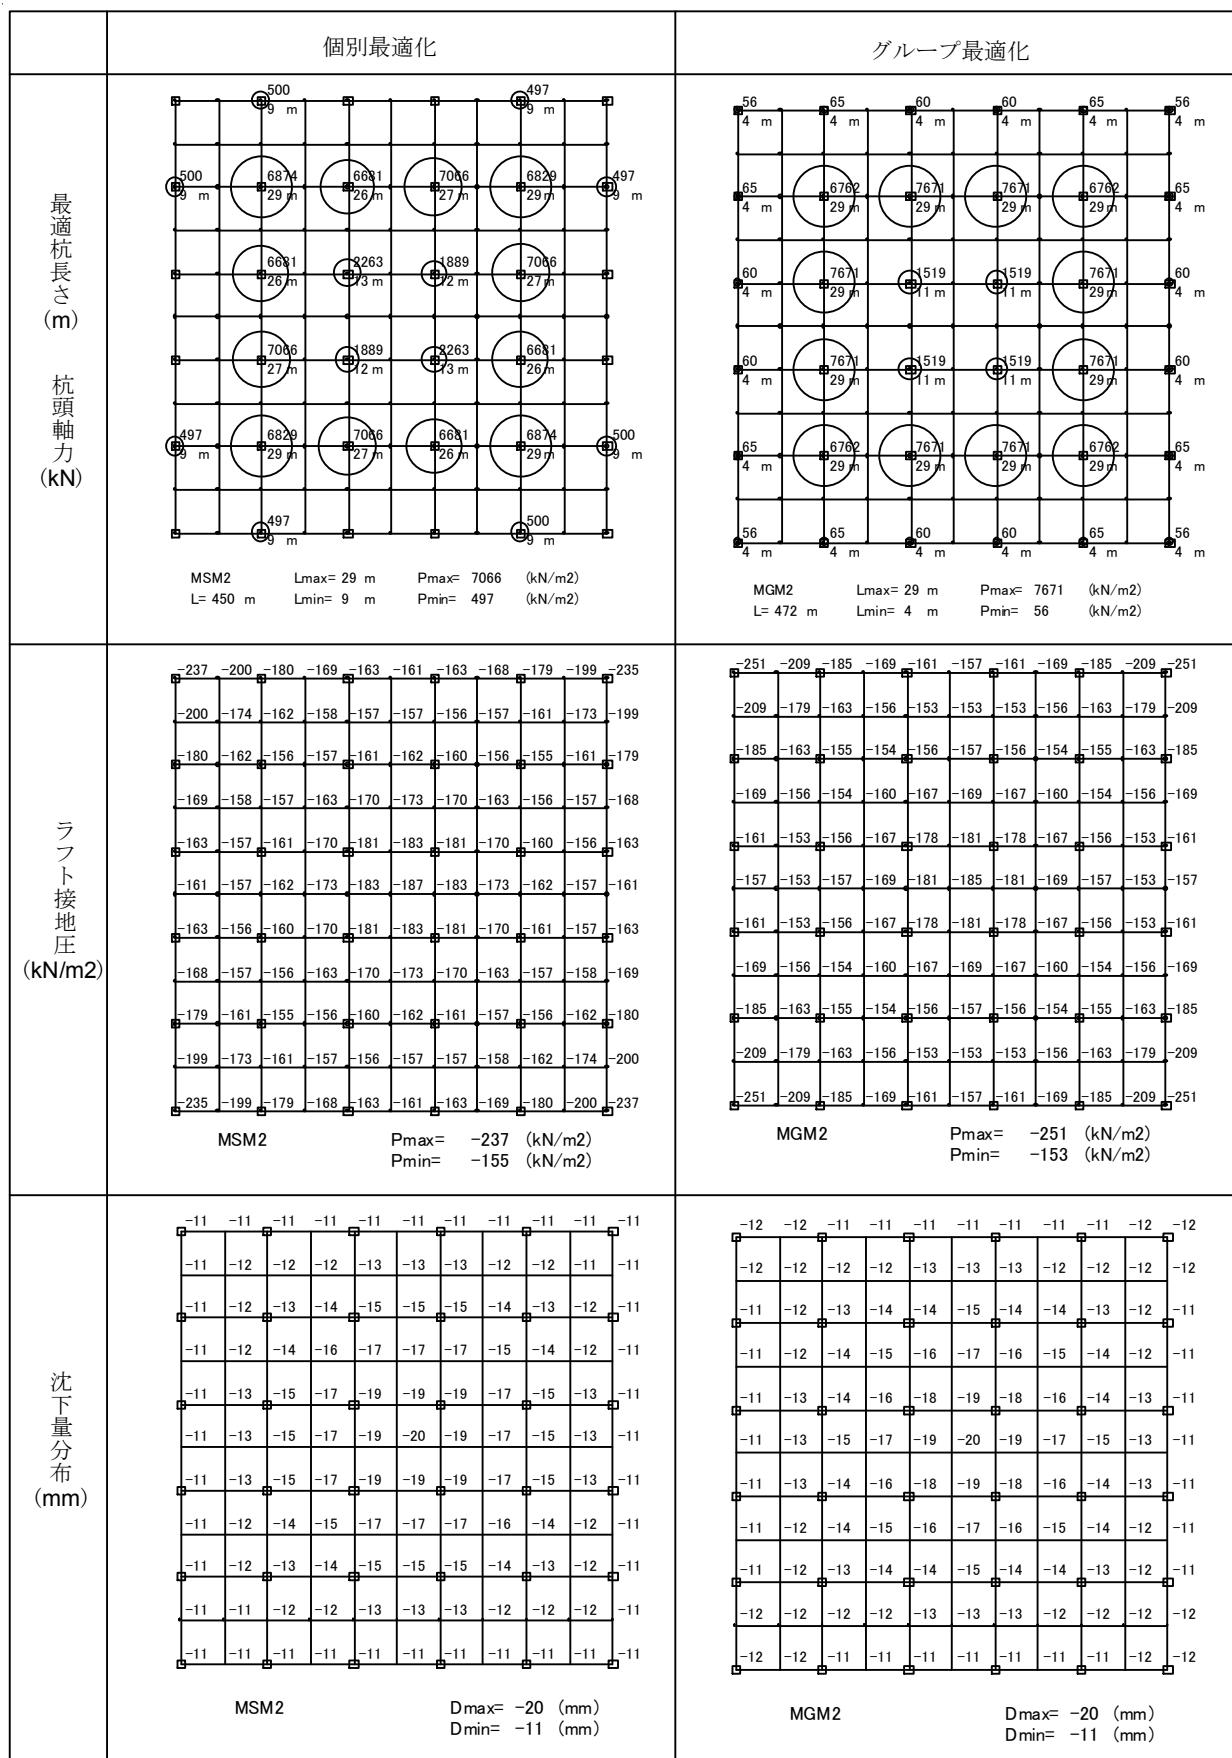 個別最適化
グループ最適化
最適杭長さ
(m)
杭頭軸力
(kN)
500 497
9 m 9 m
500 6874 6681 7066 6829 497
9 m 29 m 26 m 27 m 29 m 9 m
6681 2263 1889 7066
26 m 13 m 12 m 27 m
7066 1889 2263 6681
27 m 12 m 13 m 26 m
497 6829 7066 6681 6874 500
9 m 29 m 27 m 26 m 29 m 9 m
497 500
9 m 9 m
MSM2 Lmax= 29 m Pmax= 7066 (kN/m2)
L= 450 m Lmin= 9 m Pmin= 497 (kN/m2)
56 65 60 60 65 56
4 m 4 m 4 m 4 m 4 m 4 m
65 6762 7671 7671 6762 65
4 m 29 m 29 m 29 m 29 m 4 m
60 7671 1519 1519 7671 60
4 m 29 m 11 m 11 m 29 m 4 m
60 7671 1519 1519 7671 60
4 m 29 m 11 m 11 m 29 m 4 m
65 6762 7671 7671 6762 65
4 m 29 m 29 m 29 m 29 m 4 m
56 65 60 60 65 56
4 m 4 m 4 m 4 m 4 m 4 m
MGM2 Lmax= 29 m Pmax= 7671 (kN/m2)
L= 472 m Lmin= 4 m Pmin= 56 (kN/m2)
ラフト接地圧
(kN/m2)
-237 -200 -180 -169 -163 -161 -163 -168 -179 -199 -235
-200 -174 -162 -158 -157 -157 -156 -157 -161 -173 -199
-180 -162 -156 -157 -161 -162 -160 -156 -155 -161 -179
-169 -158 -157 -163 -170 -173 -170 -163 -156 -157 -168
-163 -157 -161 -170 -181 -183 -181 -170 -160 -156 -163
-161 -157 -162 -173 -183 -187 -183 -173 -162 -157 -161
-163 -156 -160 -170 -181 -183 -181 -170 -161 -157 -163
-168 -157 -156 -163 -170 -173 -170 -163 -157 -158 -169
-179 -161 -155 -156 -160 -162 -161 -157 -156 -162 -180
-199 -173 -161 -157 -156 -157 -157 -158 -162 -174 -200
-235 -199 -179 -168 -163 -161 -163 -169 -180 -200 -237
MSM2 Pmax= -237 (kN/m2)
Pmin= -155 (kN/m2)
-251 -209 -185 -169 -161 -157 -161 -169 -185 -209 -251
-209 -179 -163 -156 -153 -153 -153 -156 -163 -179 -209
-185 -163 -155 -154 -156 -157 -156 -154 -155 -163 -185
-169 -156 -154 -160 -167 -169 -167 -160 -154 -156 -169
-161 -153 -156 -167 -178 -181 -178 -167 -156 -153 -161
-157 -153 -157 -169 -181 -185 -181 -169 -157 -153 -157
-161 -153 -156 -167 -178 -181 -178 -167 -156 -153 -161
-169 -156 -154 -160 -167 -169 -167 -160 -154 -156 -169
-185 -163 -155 -154 -156 -157 -156 -154 -155 -163 -185
-209 -179 -163 -156 -153 -153 -153 -156 -163 -179 -209
-251 -209 -185 -169 -161 -157 -161 -169 -185 -209 -251
MGM2 Pmax= -251 (kN/m2)
Pmin= -153 (kN/m2)
沈下量分布
(mm)
-11 -11 -11 -11 -11 -11 -11 -11 -11 -11 -11
-11 -12 -12 -12 -13 -13 -13 -12 -12 -11 -11
-11 -12 -13 -14 -15 -15 -15 -14 -13 -12 -11
-11 -12 -14 -16 -17 -17 -17 -15 -14 -12 -11
-11 -13 -15 -17 -19 -19 -19 -17 -15 -13 -11
-11 -13 -15 -17 -19 -20 -19 -17 -15 -13 -11
-11 -13 -15 -17 -19 -19 -19 -17 -15 -13 -11
-11 -12 -14 -15 -17 -17 -17 -16 -14 -12 -11
-11 -12 -13 -14 -15 -15 -15 -14 -13 -12 -11
-11 -11 -12 -12 -13 -13 -13 -12 -12 -12 -11
-11 -11 -11 -11 -11 -11 -11 -11 -11 -11 -11
MSM2 Dmax= -20 (mm)
Dmin= -11 (mm)
-12 -12 -11 -11 -11 -11 -11 -11 -11 -12 -12
-12 -12 -12 -12 -13 -13 -13 -12 -12 -12 -12
-11 -12 -13 -14 -14 -15 -14 -14 -13 -12 -11
-11 -12 -14 -15 -16 -17 -16 -15 -14 -12 -11
-11 -13 -14 -16 -18 -19 -18 -16 -14 -13 -11
-11 -13 -15 -17 -19 -20 -19 -17 -15 -13 -11
-11 -13 -14 -16 -18 -19 -18 -16 -14 -13 -11
-11 -12 -14 -15 -16 -17 -16 -15 -14 -12 -11
-11 -12 -13 -14 -14 -15 -14 -14 -13 -12 -11
-12 -12 -12 -12 -13 -13 -13 -12 -12 -12 -12
-12 -12 -11 -11 -11 -11 -11 -11 -11 -12 -12
MGM2 Dmax= -20 (mm)
Dmin= -11 (mm)